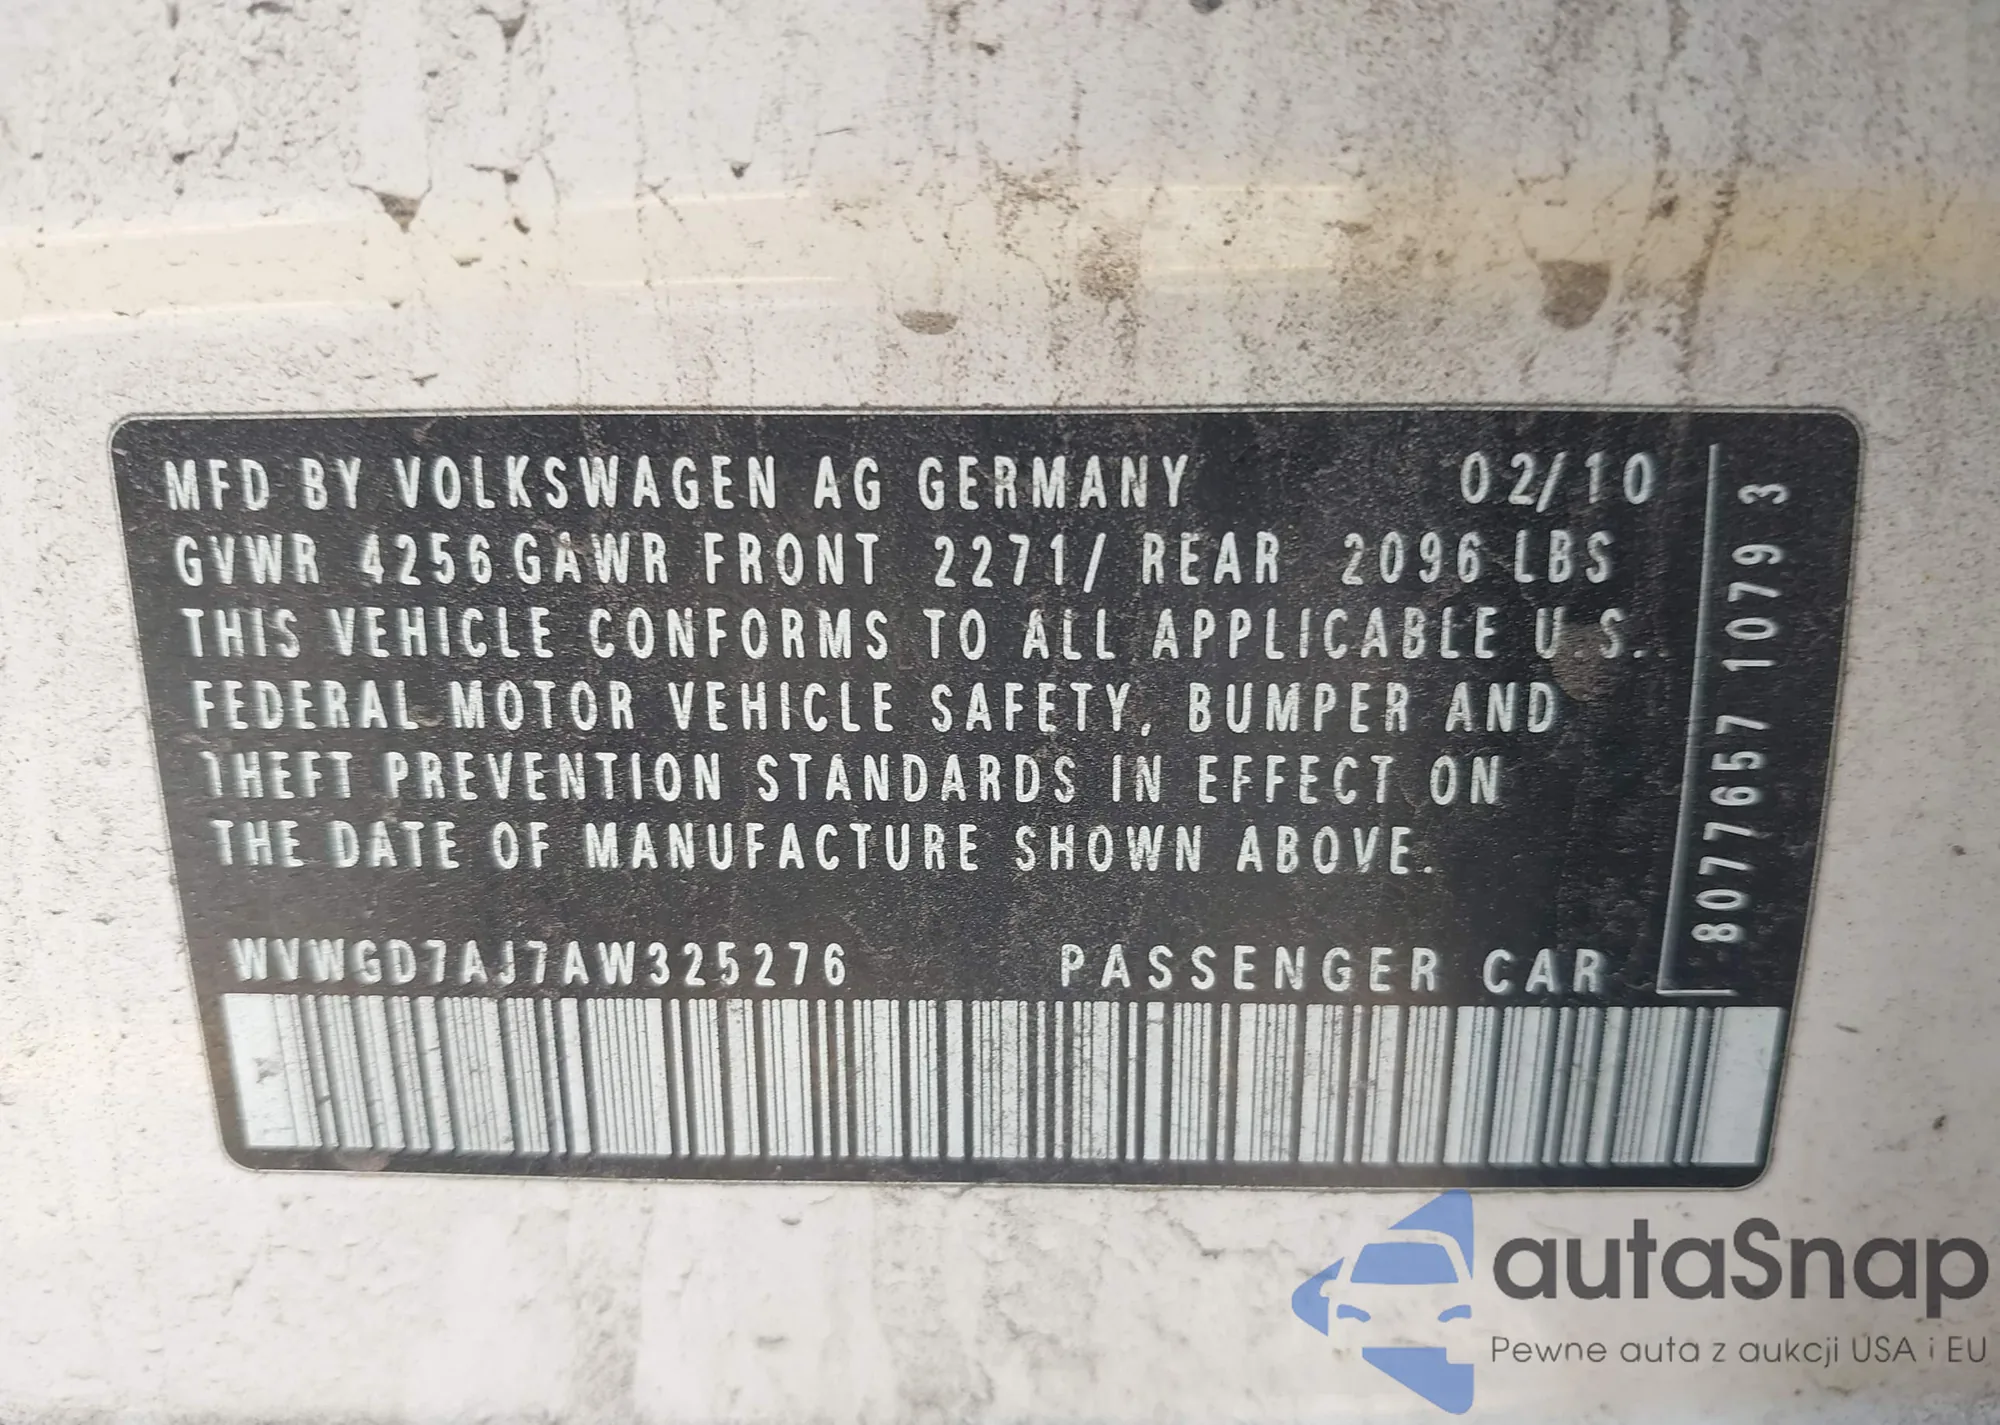 MFD BY VOLKSWAGEN AG GERMANY 02/10
GVWR 4256 GAWR FRONT 2271/ REAR 2096 LBS
THIS VEHICLE CONFORMS TO ALL APPLICABLE U.S.
FEDERAL MOTOR VEHICLE SAFETY, BUMPER AND
THEFT PREVENTION STANDARDS IN EFFECT ON
THE DATE OF MANUFACTURE SHOWN ABOVE.
WVWGD7AJ7AW325276 PASSENGER CAR
8077657 1079 3
autaSnap
Pewne auta z aukcji USA i EU